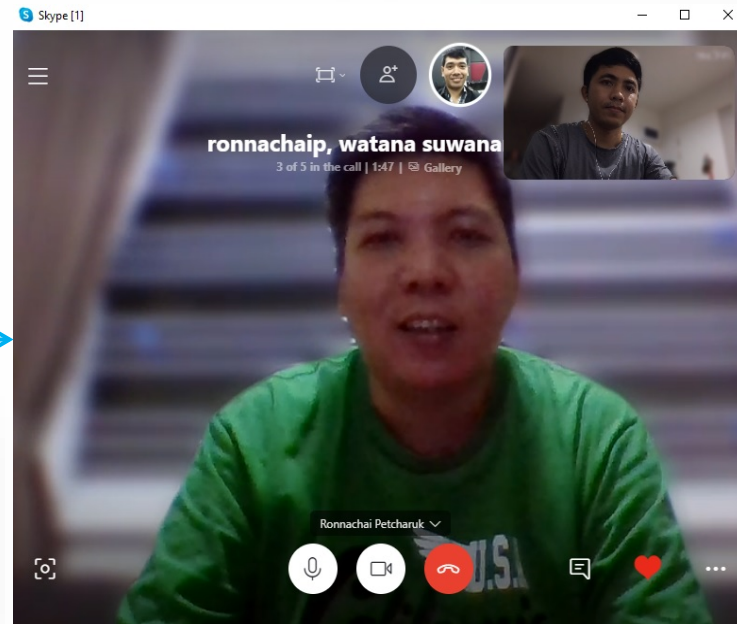 Skype [1]
ronnachaip, watana suwana
3 of 5 in the call | 1:47 | Gallery
Ronnachai Petcharuk
U.S.